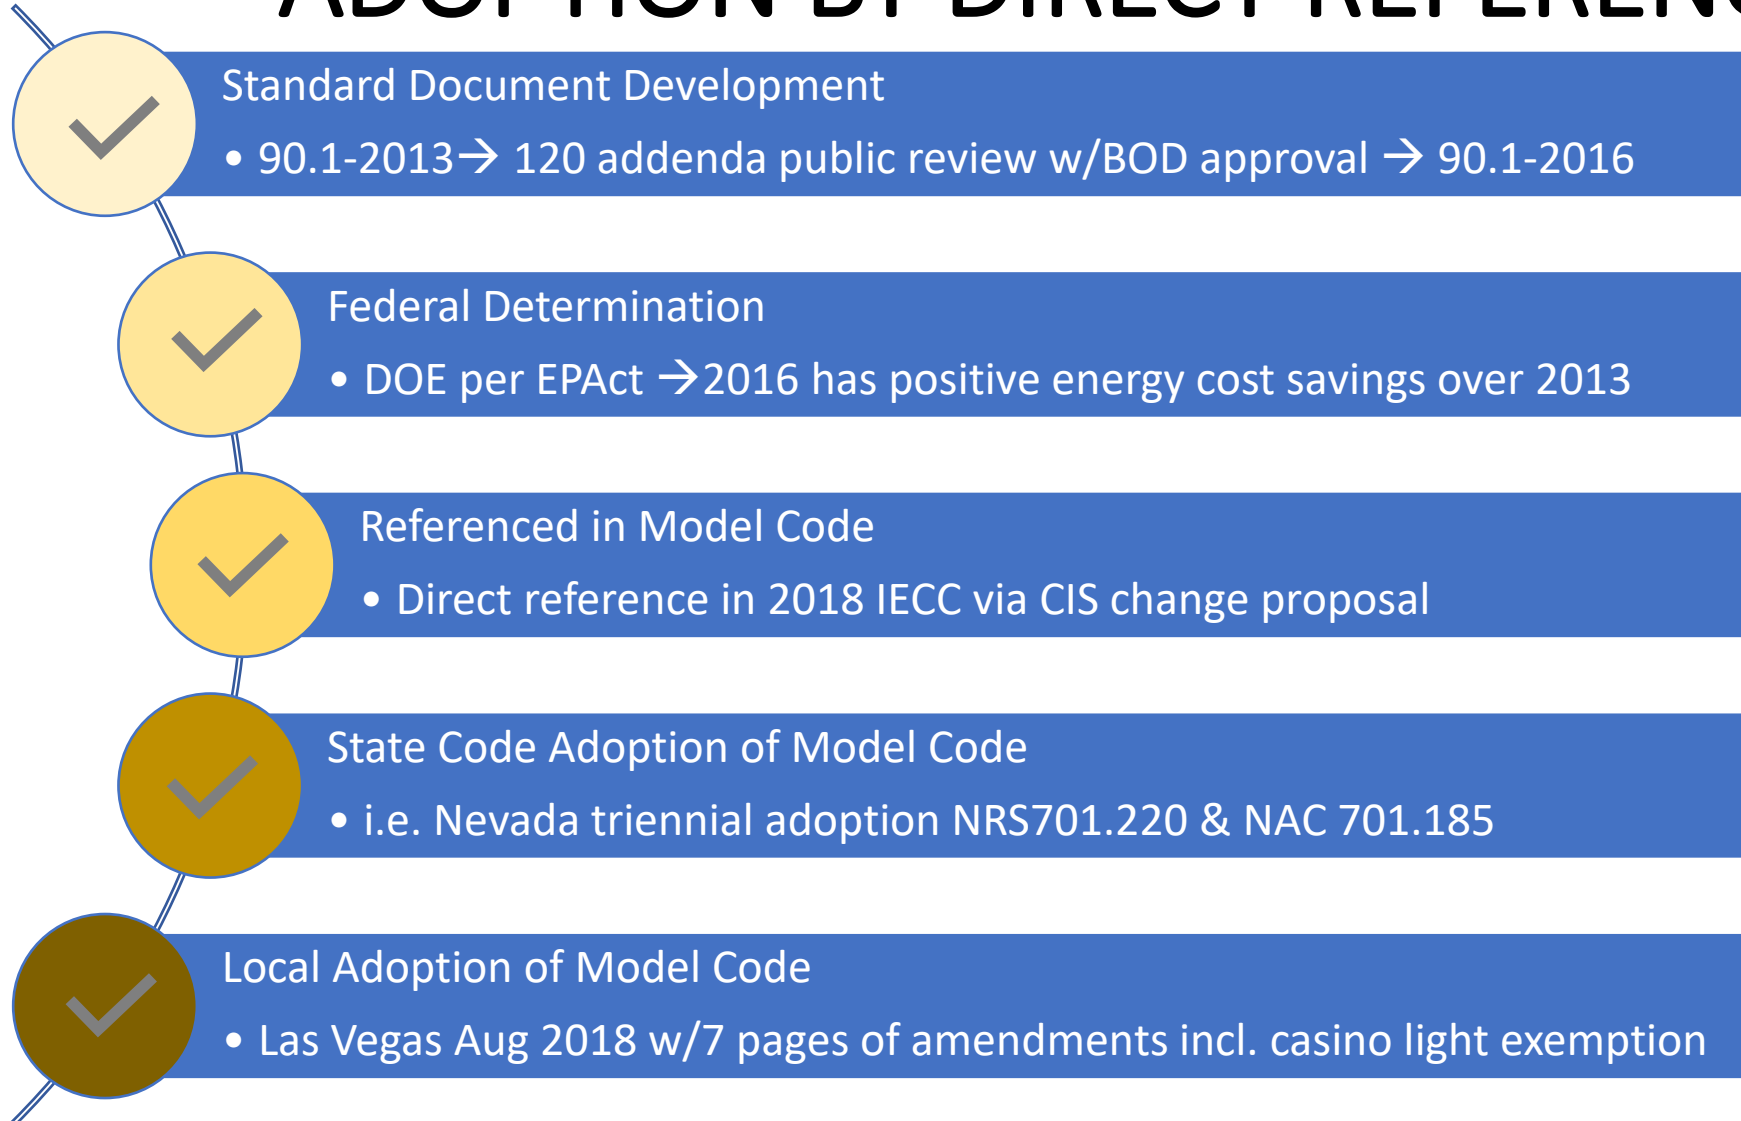 ADOPTION BY DIRECT
Standard Document Development
• 90.1-2013→ 120 addenda public review w/BOD approval → 90.1-2016
Federal Determination
• DOE per EPAct →2016 has positive energy cost savings over 2013
Referenced in Model Code
• Direct reference in 2018 IECC via CIS change proposal
State Code Adoption of Model Code
• i.e. Nevada triennial adoption NRS701.220 & NAC 701.185
Local Adoption of Model Code
• Las Vegas Aug 2018 w/7 pages of amendments incl. casino light exemption